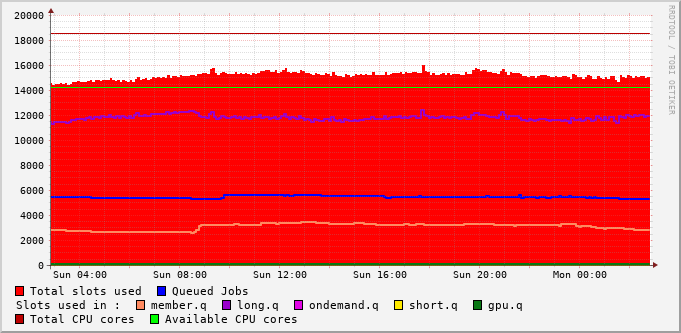 20000
18000
16000
14000
12000
10000
8000
6000
4000
2000
0
Sun 04:00 Sun 08:00 Sun 12:00 Sun 16:00 Sun 20:00 Mon 00:00
Total slots used Queued Jobs
Slots used in : member.q long.q ondemand.q short.q gpu.q
Total CPU cores Available CPU cores
RRDTOOL / TOBI OETIKER